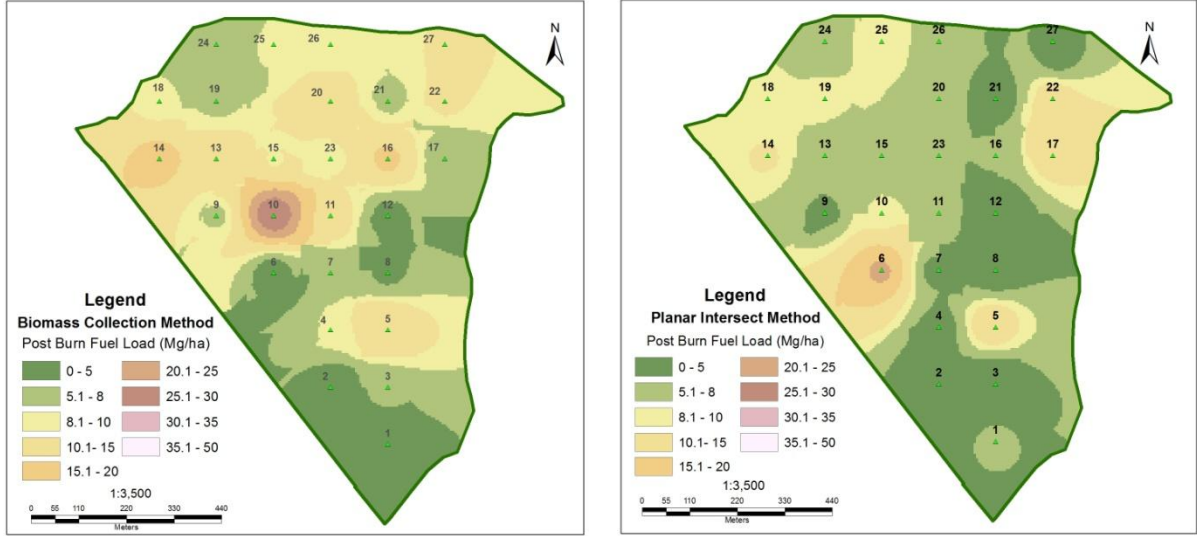 24 25 26 27
N
18 19 20 21 22
14 13 15 23 16 17
9 10 11 12
6 7 8
4 5
2 3
1
Legend
Biomass Collection Method
Post Burn Fuel Load (Mg/ha)
0 - 5 20.1 - 25
5.1 - 8 25.1 - 30
8.1 - 10 30.1 - 35
10.1- 15 35.1 - 50
15.1 - 20
1:3,500
0 55 110 220 330 440
Meters
24 25 26 27
N
18 19 20 21 22
14 13 15 23 16 17
9 10 11 12
6 7 8
4 5
2 3
1
Legend
Planar Intersect Method
Post Burn Fuel Load (Mg/ha)
0 - 5 20.1 - 25
5.1 - 8 25.1 - 30
8.1 - 10 30.1 - 35
10.1- 15 35.1 - 50
15.1 - 20
1:3,500
0 55 110 220 330 440
Meters